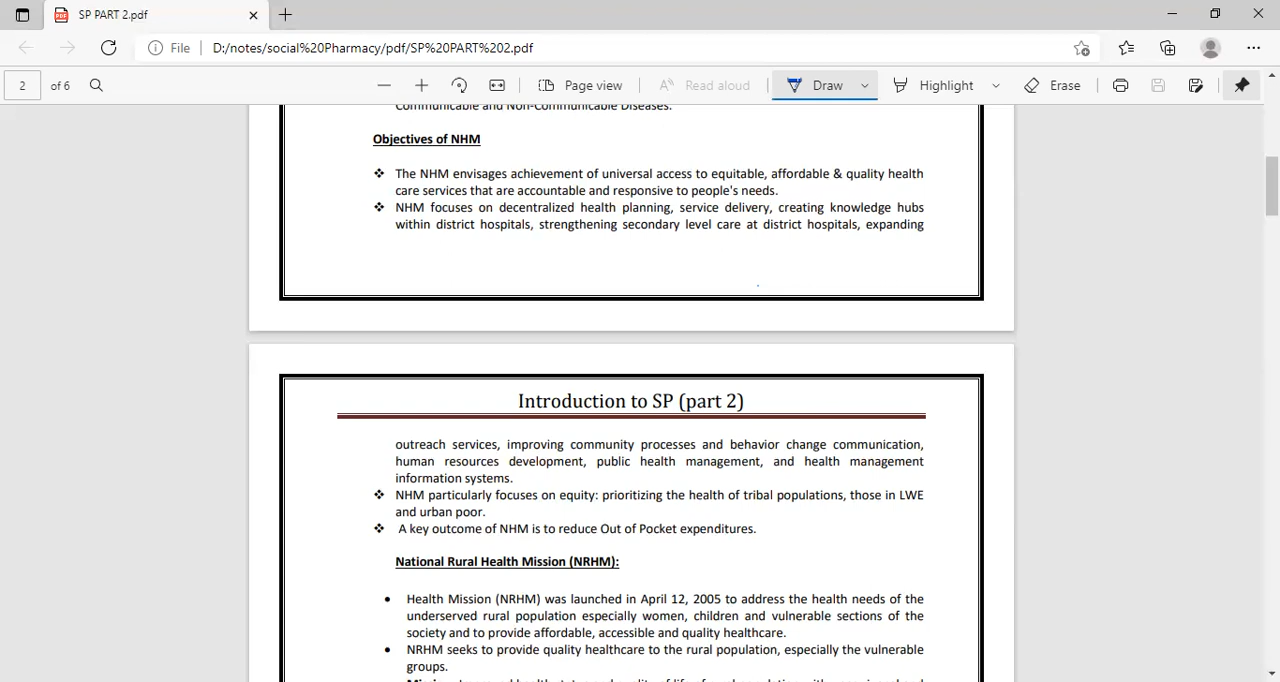 SP PART 2.pdf
File
D:/notes/social%20Pharmacy/pdf/SP%20PART%202.pdf
2 of 6
Page view
Read aloud
Draw
Highlight
Erase
Communicable and Non-Communicable Diseases.
Objectives of NHM
❖ The NHM envisages achievement of universal access to equitable, affordable & quality health
care services that are accountable and responsive to people's needs.
❖ NHM focuses on decentralized health planning, service delivery, creating knowledge hubs
within district hospitals, strengthening secondary level care at district hospitals, expanding
Introduction to SP (part 2)
outreach services, improving community processes and behavior change communication,
human resources development, public health management, and health management
information systems.
❖ NHM particularly focuses on equity: prioritizing the health of tribal populations, those in LWE
and urban poor.
❖ A key outcome of NHM is to reduce Out of Pocket expenditures.
National Rural Health Mission (NRHM):
• Health Mission (NRHM) was launched in April 12, 2005 to address the health needs of the
underserved rural population especially women, children and vulnerable sections of the
society and to provide affordable, accessible and quality healthcare.
• NRHM seeks to provide quality healthcare to the rural population, especially the vulnerable
groups.